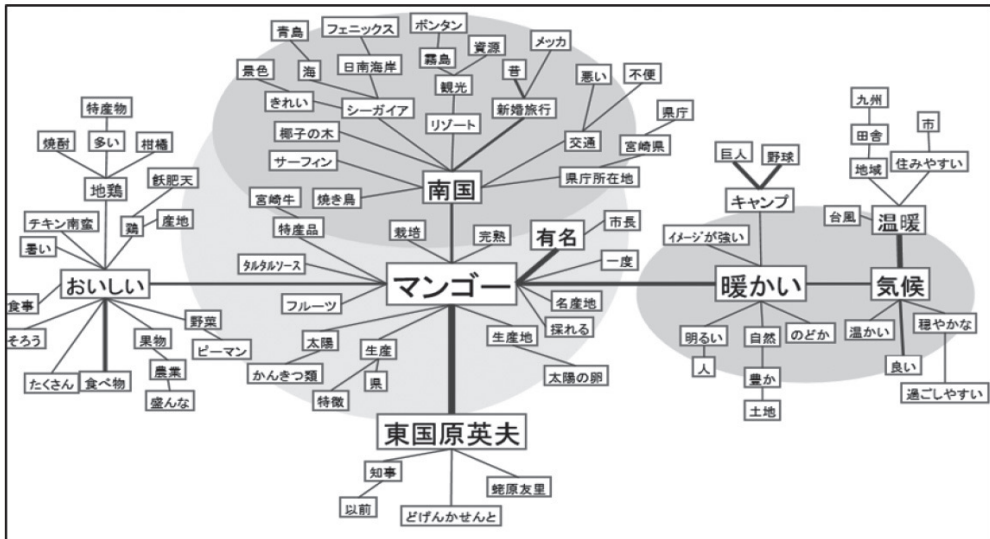 青島
フェニックス
ボンタン
資源
メッカ
景色
海
日南海岸
霧島
昔
悪い
不便
きれい
シーガイア
観光
新婚旅行
県庁
椰子の木
リゾート
交通
宮崎県
サーフィン
南国
県庁所在地
宮崎牛
焼き鳥
特産品
栽培
完熟
有名
市長
タルタルソース
マンゴー
一度
フルーツ
名産地
採れる
太陽
生産
生産地
かんきつ類
県
太陽の卵
特徴
東国原英夫
知事
蛯原友里
以前
どげんかせんと
特産物
焼酎
多い
柑橘
地鶏
飫肥天
チキン南蛮
鶏
産地
暑い
おいしい
食事
そろう
野菜
果物
ピーマン
たくさん
食べ物
農業
盛んな
九州
市
巨人
野球
田舎
住みやすい
地域
キャンプ
台風
温暖
イメージが強い
暖かい
気候
明るい
自然
のどか
温かい
穏やかな
人
豊か
良い
過ごしやすい
土地